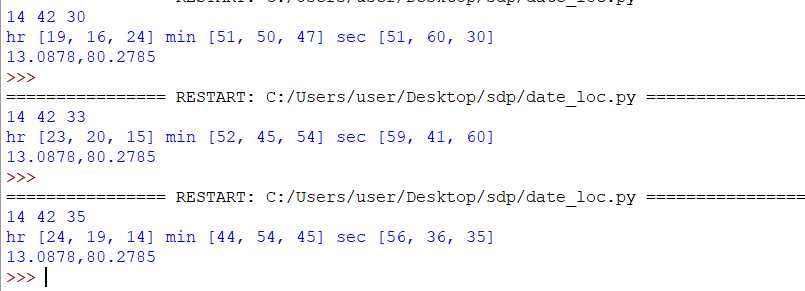 RESTART: C:/Users/user/Desktop/sdp/date_loc.py
14 42 30
hr [19, 16, 24] min [51, 50, 47] sec [51, 60, 30]
13.0878,80.2785
>>>
================ RESTART: C:/Users/user/Desktop/sdp/date_loc.py ================
14 42 33
hr [23, 20, 15] min [52, 45, 54] sec [59, 41, 60]
13.0878,80.2785
>>>
================ RESTART: C:/Users/user/Desktop/sdp/date_loc.py ================
14 42 35
hr [24, 19, 14] min [44, 54, 45] sec [56, 36, 35]
13.0878,80.2785
>>>